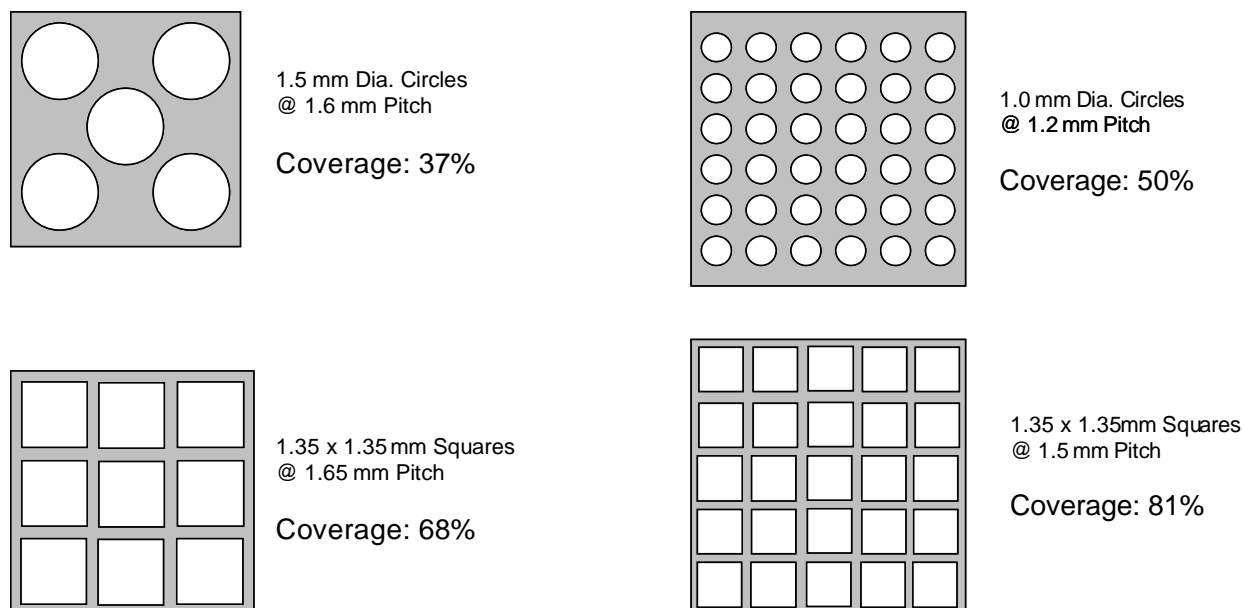 1.5 mm Dia. Circles
@ 1.6 mm Pitch
Coverage: 37%
1.0 mm Dia. Circles
@ 1.2 mm Pitch
Coverage: 50%
1.35 x 1.35 mm Squares
@ 1.65 mm Pitch
Coverage: 68%
1.35 x 1.35mm Squares
@ 1.5 mm Pitch
Coverage: 81%